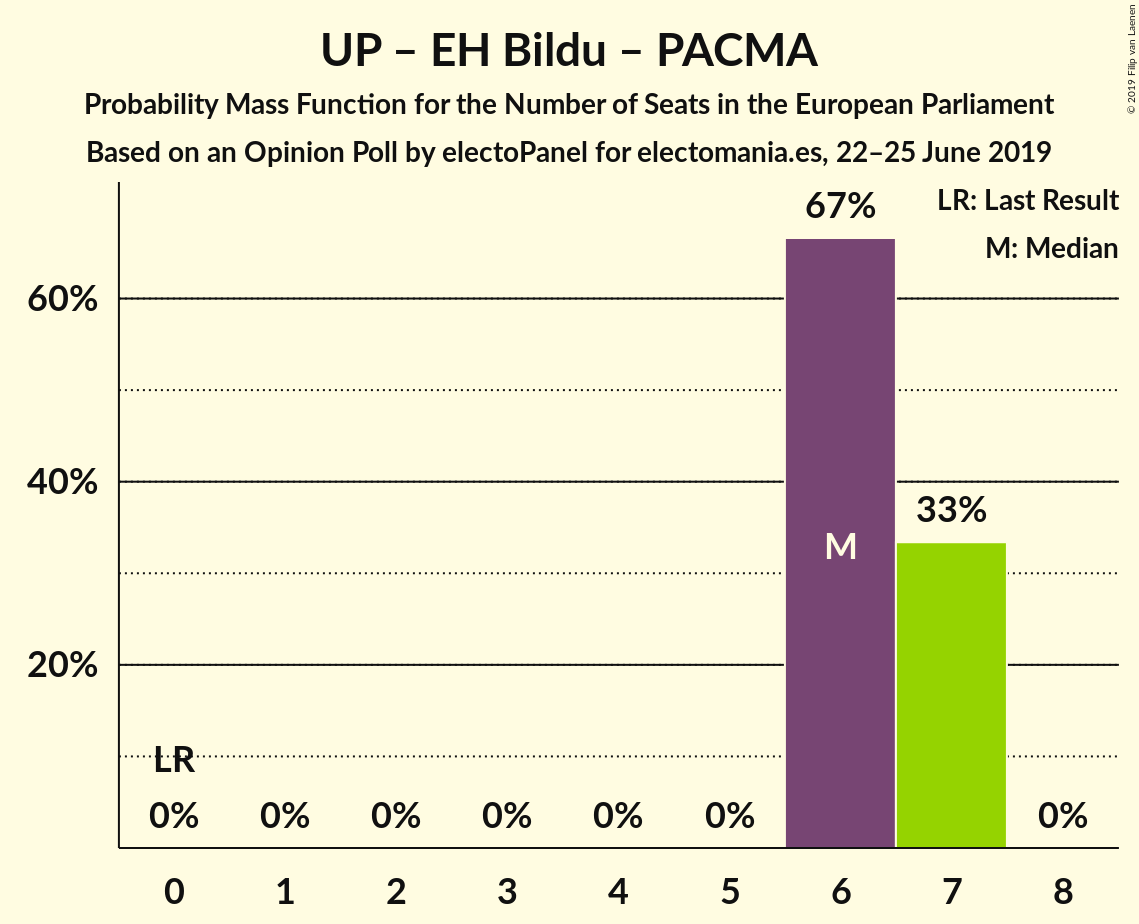 UP – EH Bildu – PACMA
Probability Mass Function for the Number of Seats in the European Parliament
Based on an Opinion Poll by electoPanel for electomania.es, 22–25 June 2019
© 2019 Filip van Laenen
LR: Last Result
M: Median
67%
60%
40%
33%
M
20%
LR
0% 0% 0% 0% 0% 0% 0%
0 1 2 3 4 5 6 7 8